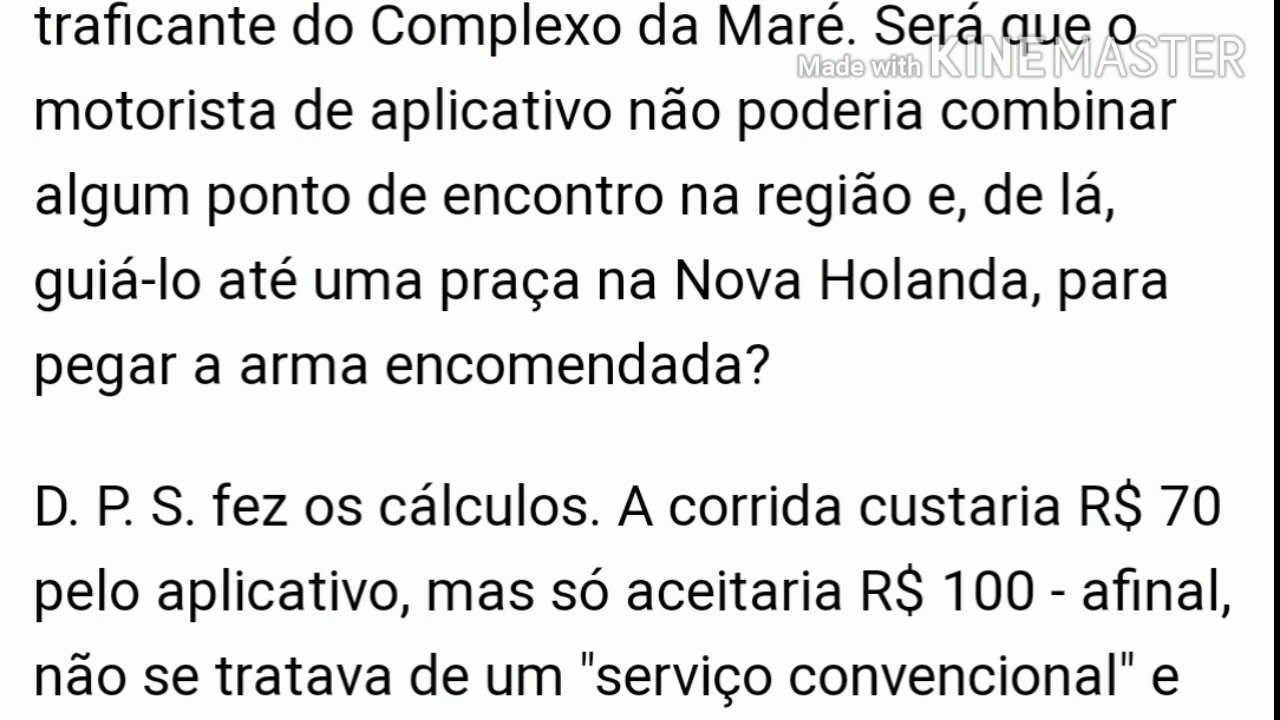 traficante do Complexo da Maré. Será que o
Made with KINEMASTER
motorista de aplicativo não poderia combinar
algum ponto de encontro na região e, de lá,
guiá-lo até uma praça na Nova Holanda, para
pegar a arma encomendada?
D. P. S. fez os cálculos. A corrida custaria R$ 70
pelo aplicativo, mas só aceitaria R$ 100 - afinal,
não se tratava de um "serviço convencional" e